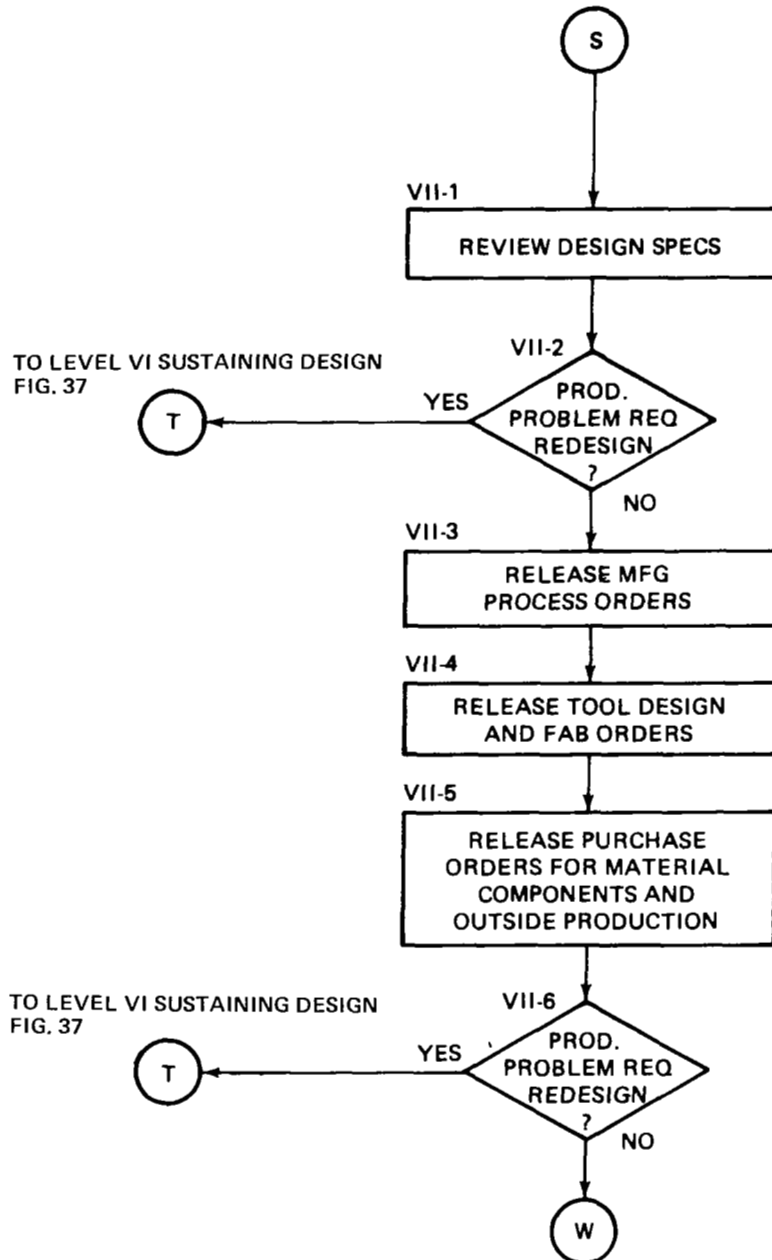 S
VII-1
REVIEW DESIGN SPECS
VII-2
TO LEVEL VI SUSTAINING DESIGN
FIG. 37
T
YES
PROD.
PROBLEM REQ
REDESIGN
?
NO
VII-3
RELEASE MFG
PROCESS ORDERS
VII-4
RELEASE TOOL DESIGN
AND FAB ORDERS
VII-5
RELEASE PURCHASE
ORDERS FOR MATERIAL
COMPONENTS AND
OUTSIDE PRODUCTION
TO LEVEL VI SUSTAINING DESIGN
FIG. 37
VII-6
T
YES
PROD.
PROBLEM REQ
REDESIGN
?
NO
W